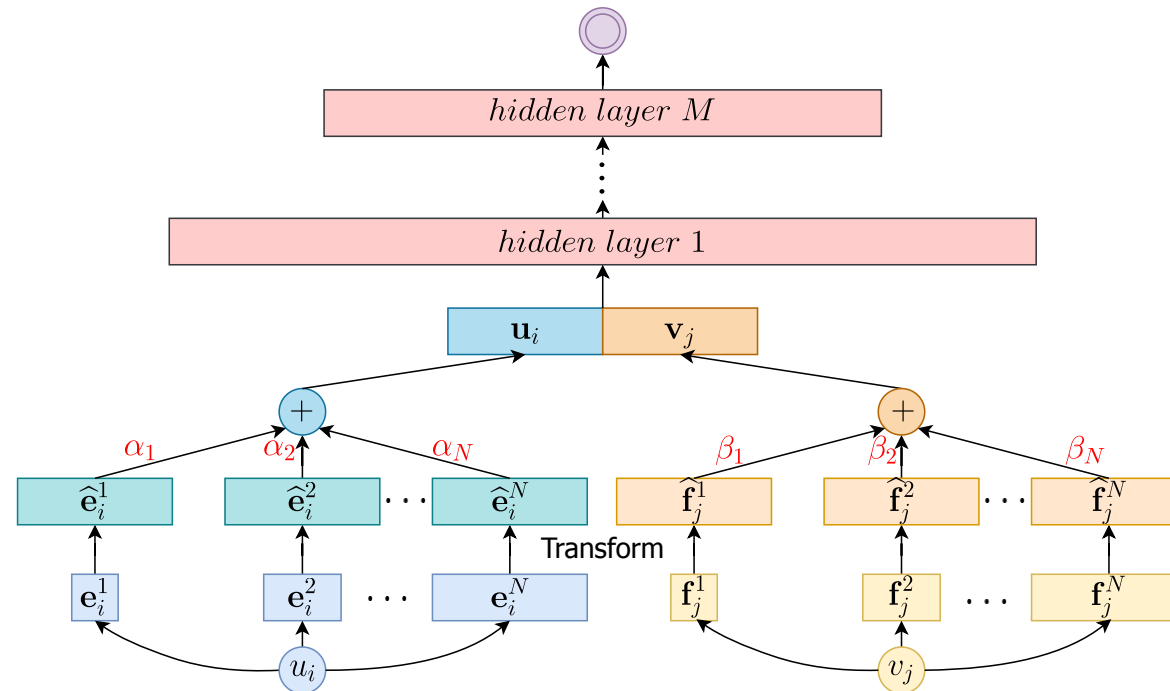 hidden layer M
⋮
hidden layer 1
u_i v_j
+ +
α_1 α_2 α_N β_1 β_2 β_N
ê_i^1 ê_i^2 ··· ê_i^N f̂_j^1 f̂_j^2 ··· f̂_j^N
Transform
e_i^1 e_i^2 ··· e_i^N f_j^1 f_j^2 ··· f_j^N
u_i v_j